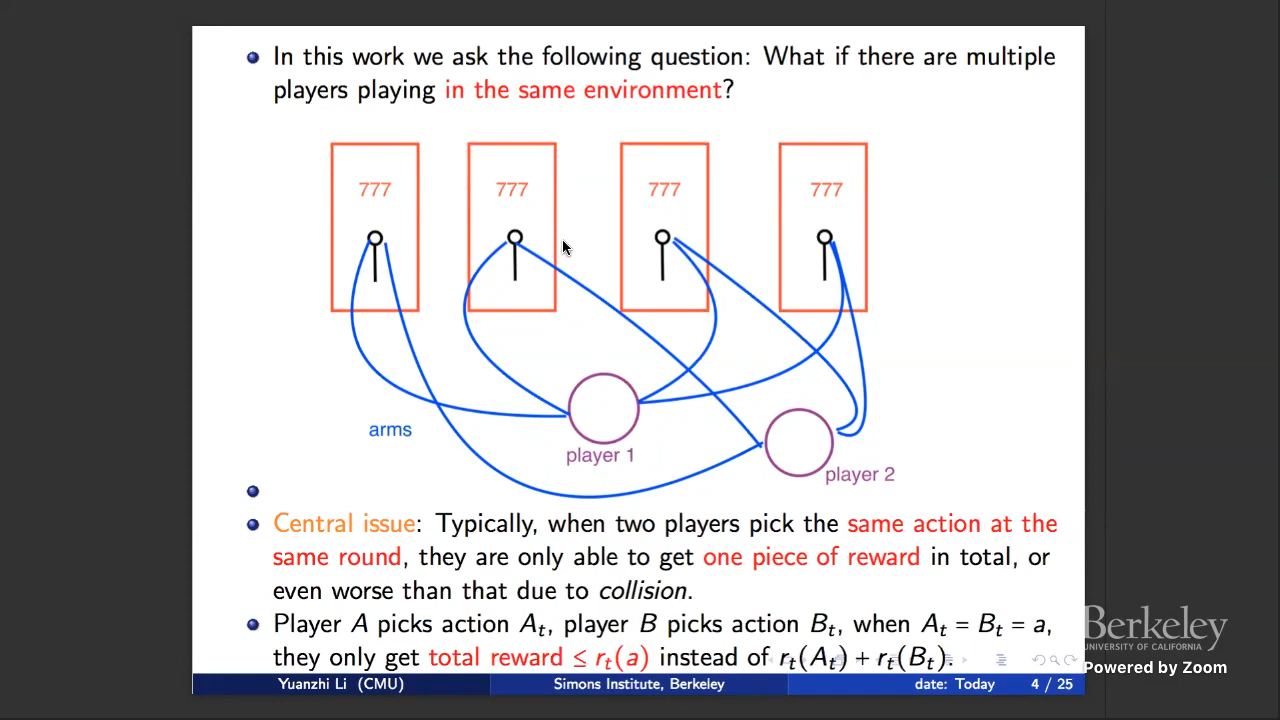 In this work we ask the following question: What if there are multiple
players playing in the same environment?
777 777 777 777
arms
player 1
player 2
Central issue: Typically, when two players pick the same action at the
same round, they are only able to get one piece of reward in total, or
even worse than that due to collision.
Player A picks action A_t, player B picks action B_t, when A_t = B_t = a,
they only get total reward ≤ r_t(a) instead of r_t(A_t) + r_t(B_t).
Berkeley
UNIVERSITY OF CALIFORNIA
Powered by Zoom
Yuanzhi Li (CMU) Simons Institute, Berkeley date: Today 4 / 25